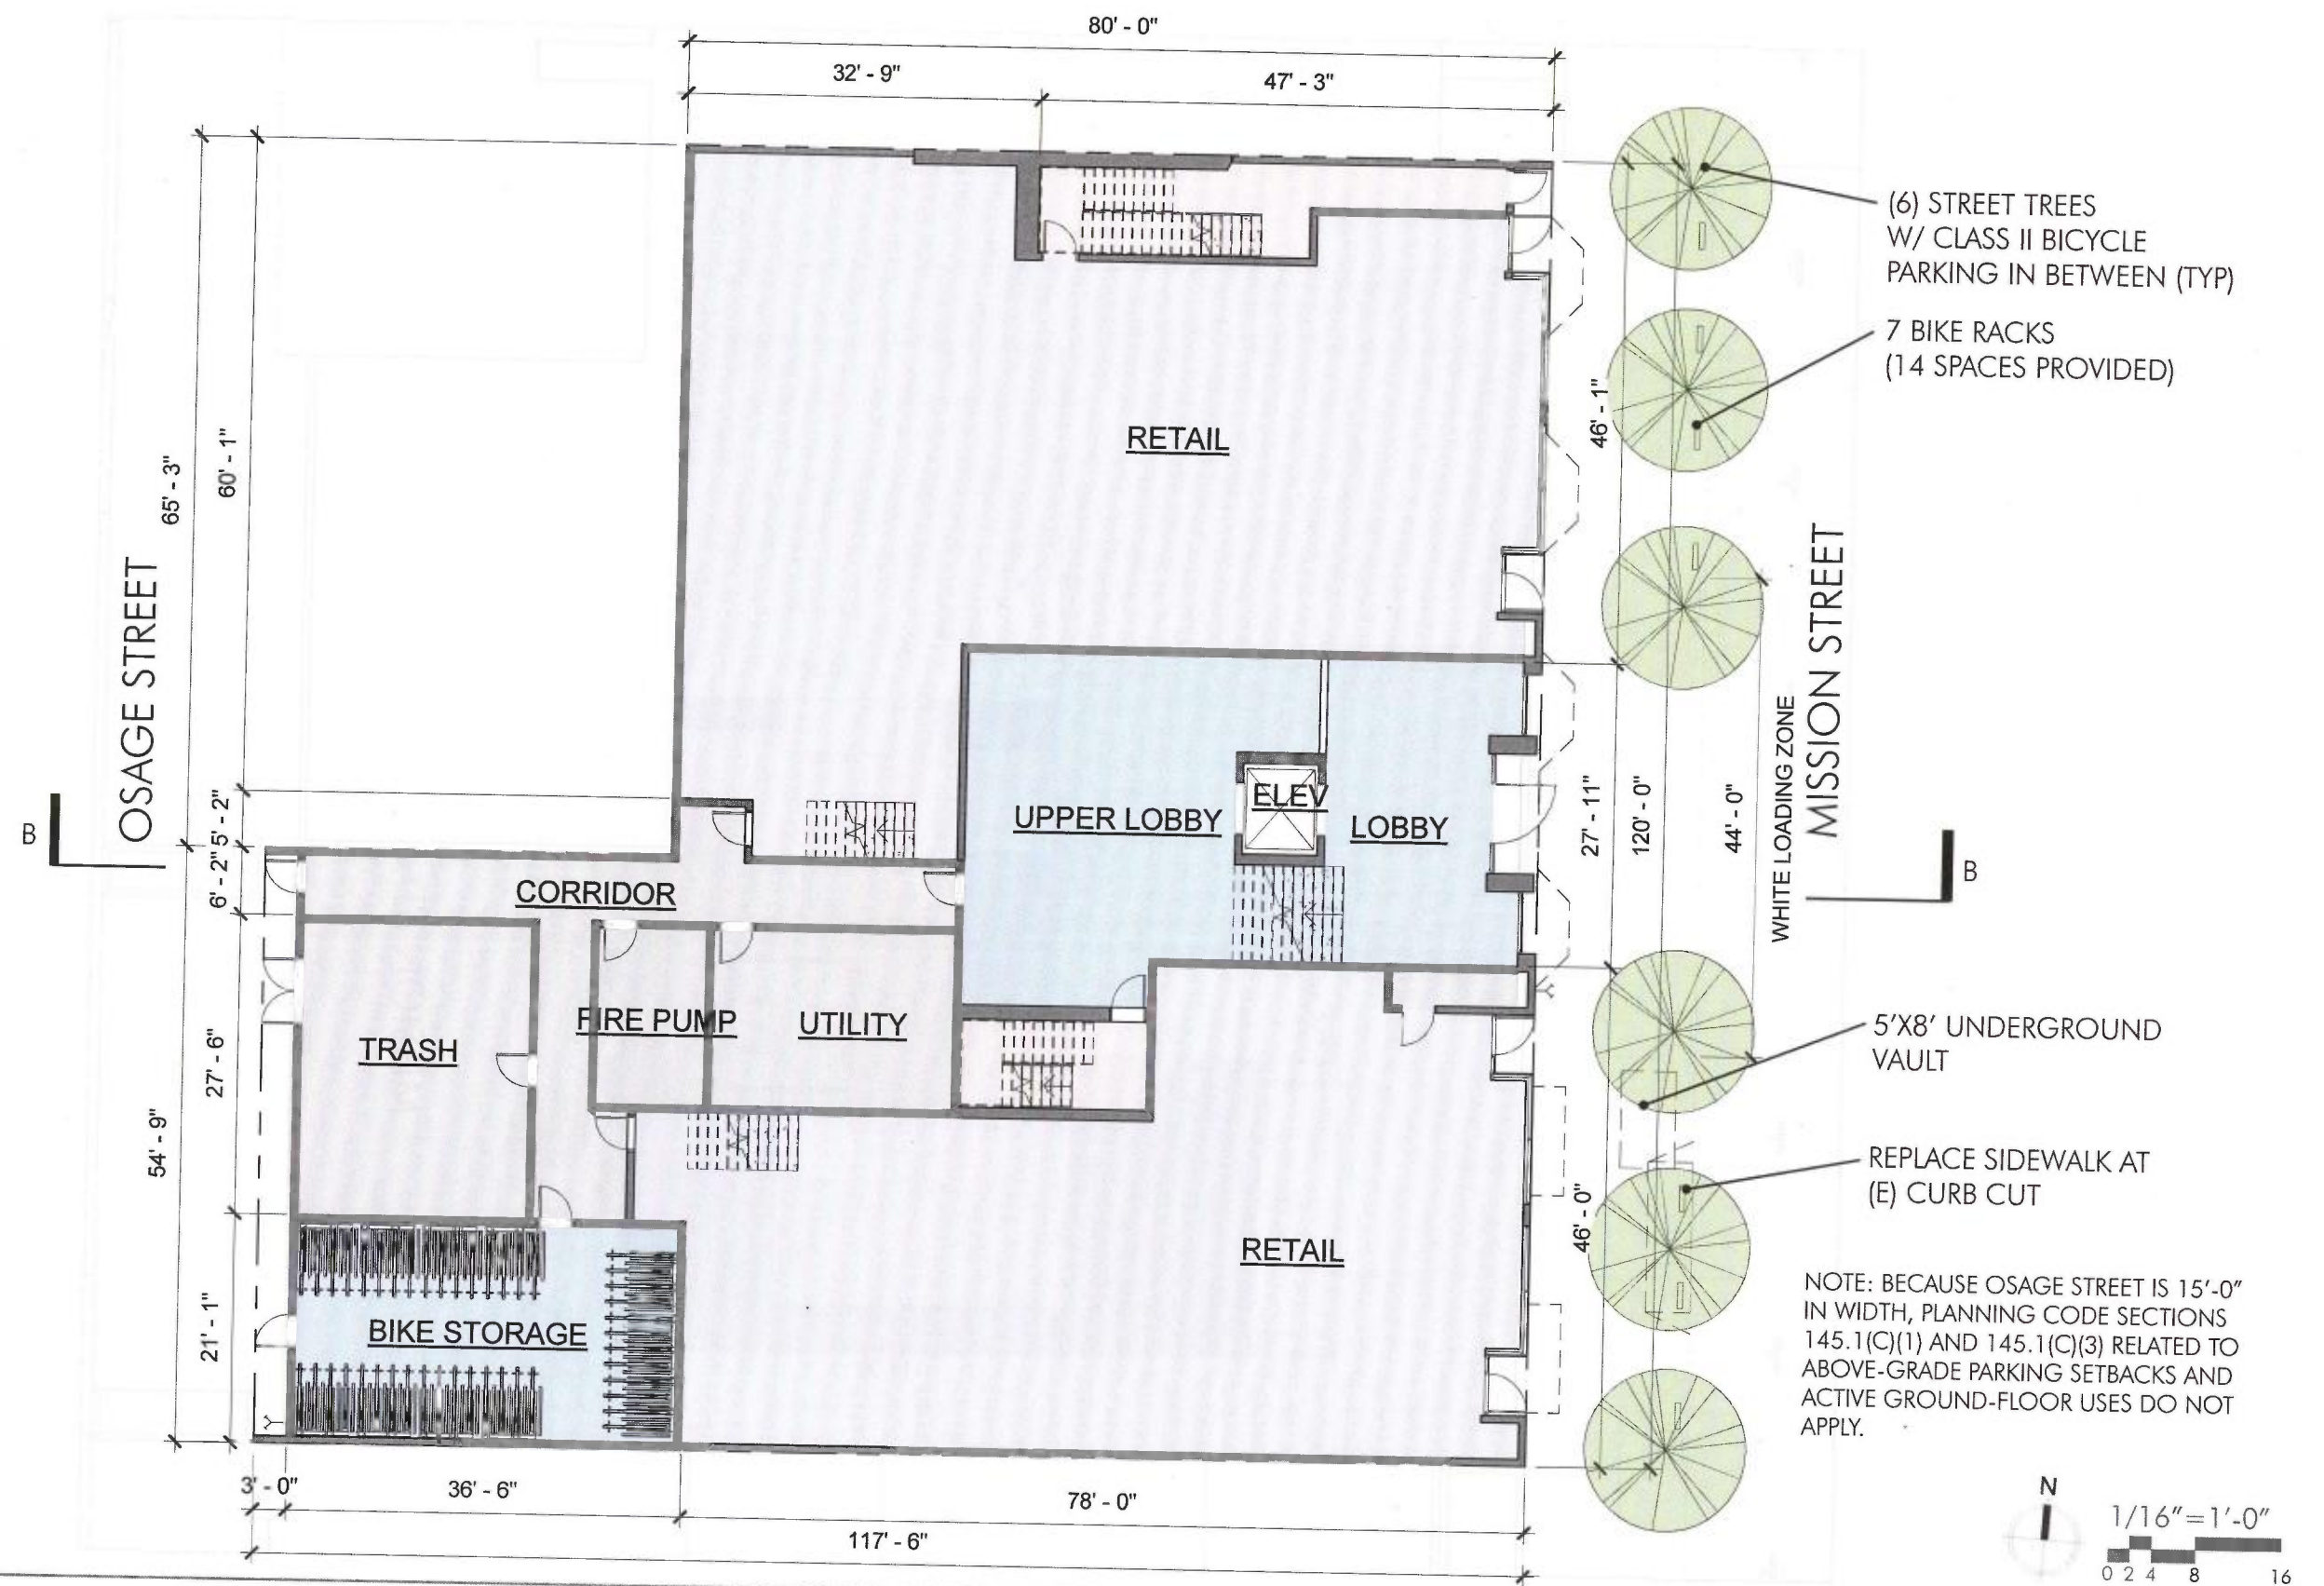 80' - 0"
32' - 9"
47' - 3"
(6) STREET TREES
W/ CLASS II BICYCLE
PARKING IN BETWEEN (TYP)
7 BIKE RACKS
(14 SPACES PROVIDED)
46' - 1"
RETAIL
60' - 1"
65' - 3"
OSAGE STREET
MISSION STREET
WHITE LOADING ZONE
44' - 0"
120' - 0"
27' - 11"
UPPER LOBBY
ELEV
LOBBY
B
B
5' - 2"
6' - 2"
CORRIDOR
TRASH
FIRE PUMP
UTILITY
27' - 6"
54' - 9"
5'X8' UNDERGROUND
VAULT
REPLACE SIDEWALK AT
(E) CURB CUT
46' - 0"
RETAIL
BIKE STORAGE
21' - 1"
NOTE: BECAUSE OSAGE STREET IS 15'-0"
IN WIDTH, PLANNING CODE SECTIONS
145.1(C)(1) AND 145.1(C)(3) RELATED TO
ABOVE-GRADE PARKING SETBACKS AND
ACTIVE GROUND-FLOOR USES DO NOT
APPLY.
3' - 0"
36' - 6"
78' - 0"
117' - 6"
N
1/16"=1'-0"
0 2 4 8 16